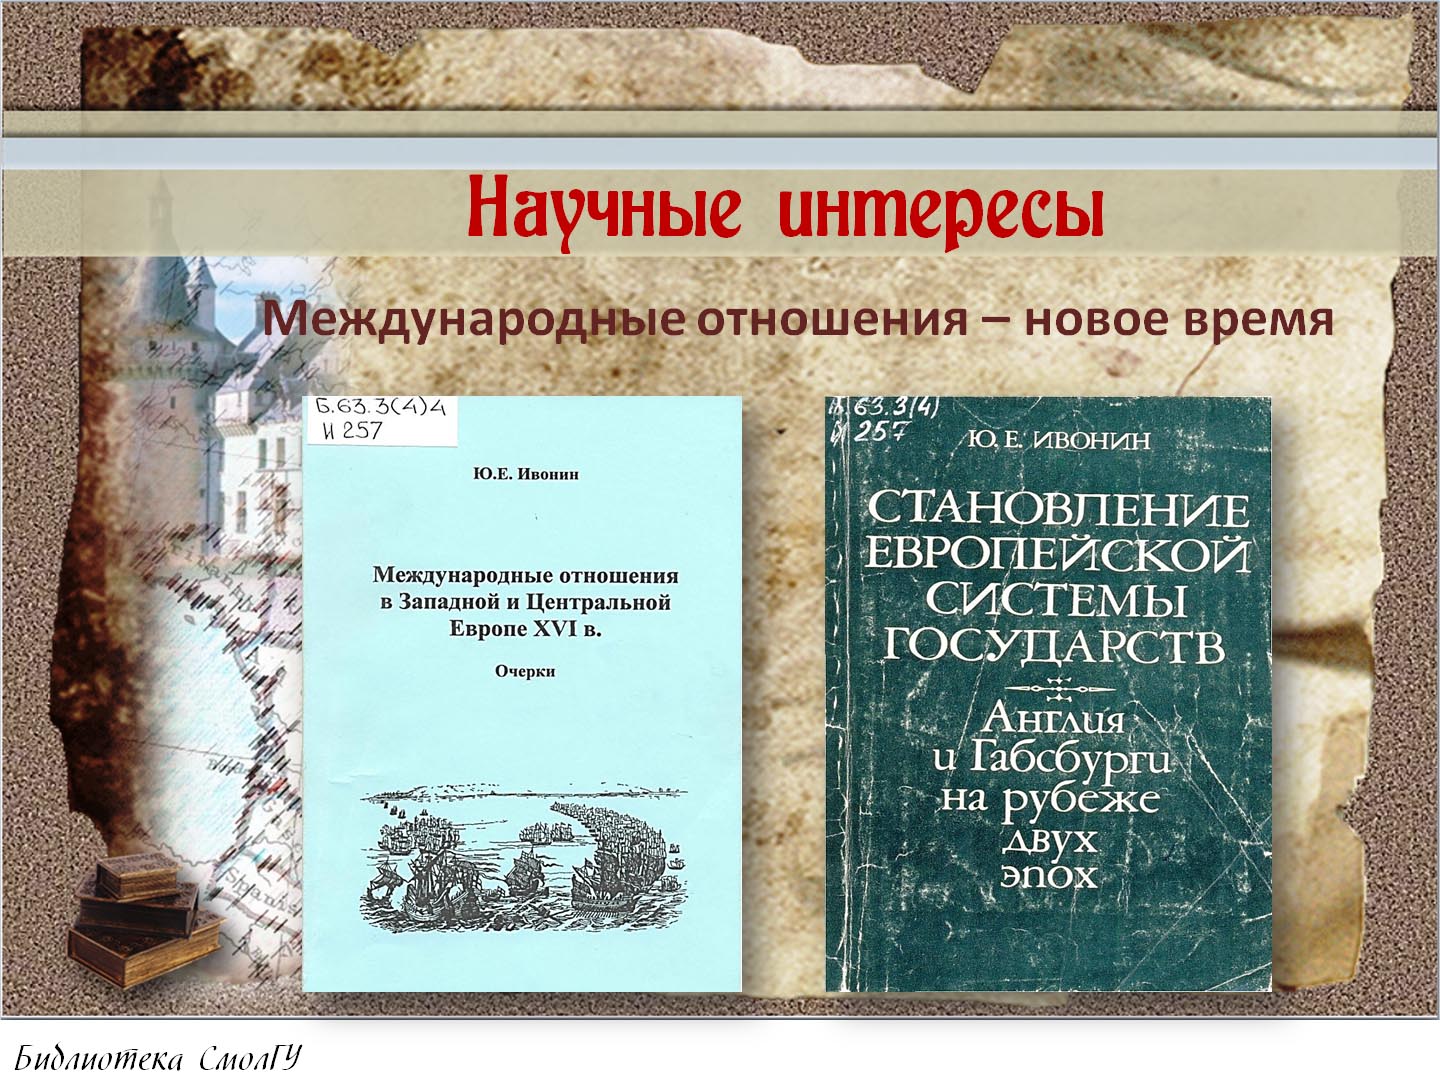 Научные интересы
Международные отношения – новое время
Б.63.3(4)4
И 257
Ю.Е. Ивонин
Международные отношения
в Западной и Центральной
Европе XVI в.
Очерки
63.3(4)
И 257
Ю. Е. ИВОНИН
СТАНОВЛЕНИЕ
ЕВРОПЕЙСКОЙ
СИСТЕМЫ
ГОСУДАРСТВ
Англия
и Габсбурги
на рубеже
двух
эпох
Библиотека СмолГУ